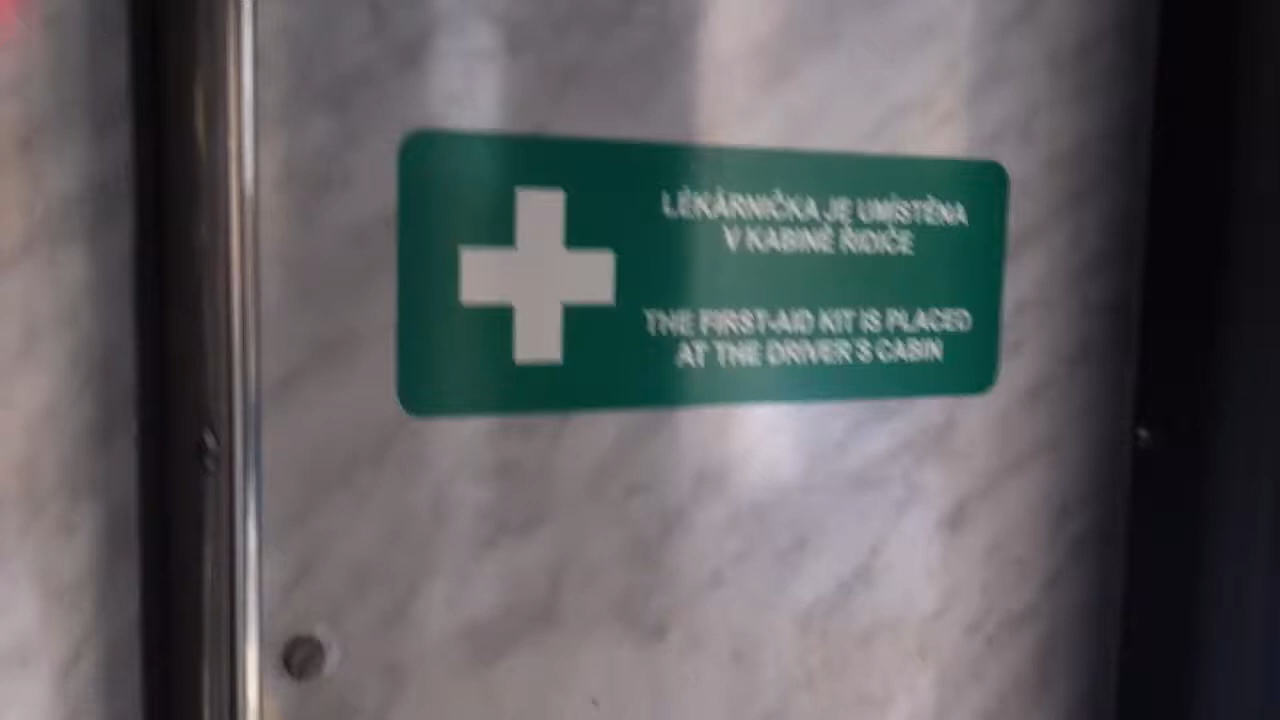 LÉKÁRNIČKA JE UMÍSTĚNA
V KABINĚ ŘIDIČE
THE FIRST-AID KIT IS PLACED
AT THE DRIVER'S CABIN